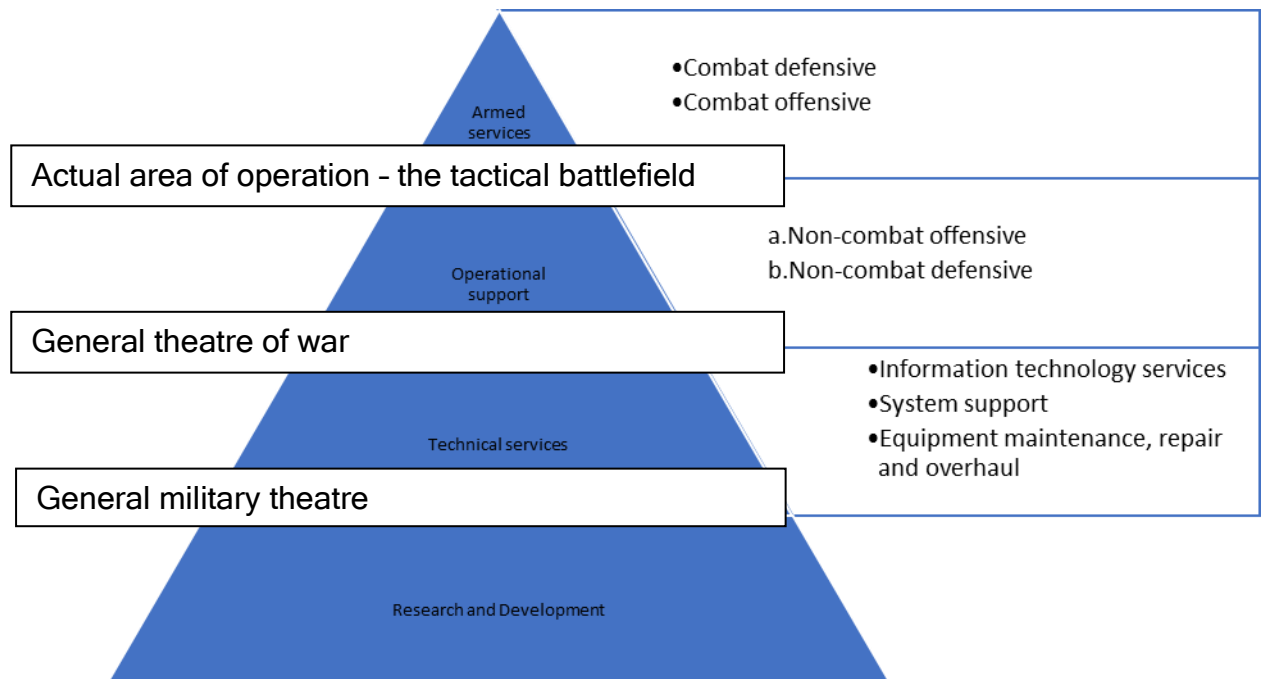 •Combat defensive
•Combat offensive
Armed
services
Actual area of operation - the tactical battlefield
a.Non-combat offensive
b.Non-combat defensive
Operational
support
General theatre of war
•Information technology services
•System support
•Equipment maintenance, repair
and overhaul
Technical services
General military theatre
Research and Development